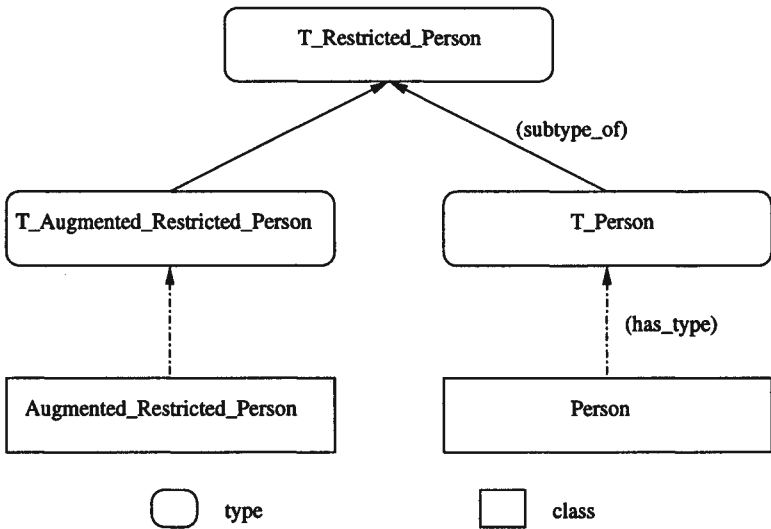 T_Restricted_Person
(subtype_of)
T_Augmented_Restricted_Person
T_Person
(has_type)
Augmented_Restricted_Person
Person
type
class